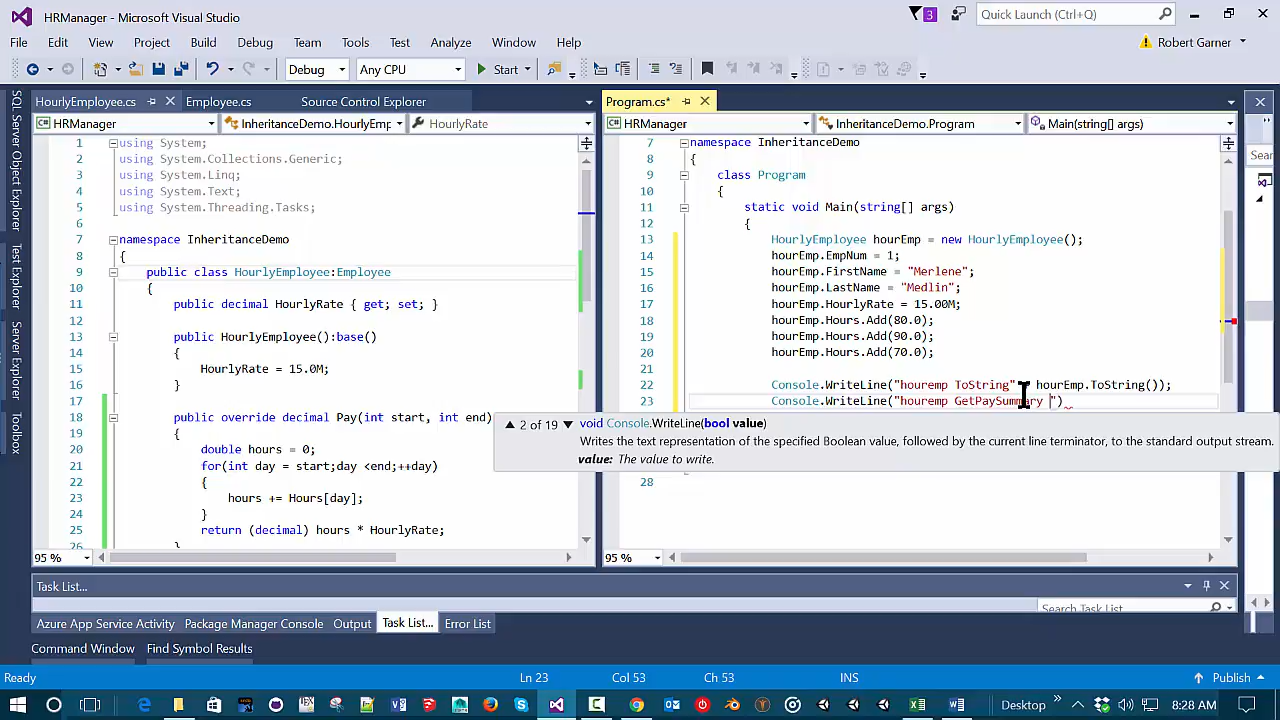 HRManager - Microsoft Visual Studio
3
Quick Launch (Ctrl+Q)
File Edit View Project Build Debug Team Tools Test Analyze Window Help
Robert Garner
Debug Any CPU Start
SQL Server Object Explorer
Test Explorer
Server Explorer
Toolbox
HourlyEmployee.cs Employee.cs Source Control Explorer
HRManager InheritanceDemo.HourlyEmp HourlyRate
1 using System;
2 using System.Collections.Generic;
3 using System.Linq;
4 using System.Text;
5 using System.Threading.Tasks;
6
7 namespace InheritanceDemo
8 {
9 public class HourlyEmployee:Employee
10 {
11 public decimal HourlyRate { get; set; }
12
13 public HourlyEmployee():base()
14 {
15 HourlyRate = 15.0M;
16 }
17
18 public override decimal Pay(int start, int end)
19 {
20 double hours = 0;
21 for(int day = start;day <end;++day)
22 {
23 hours += Hours[day];
24 }
25 return (decimal) hours * HourlyRate;
26 }
95 %
Program.cs*
HRManager InheritanceDemo.Program Main(string[] args)
7 namespace InheritanceDemo
8 {
9 class Program
10 {
11 static void Main(string[] args)
12 {
13 HourlyEmployee hourEmp = new HourlyEmployee();
14 hourEmp.EmpNum = 1;
15 hourEmp.FirstName = "Merlene";
16 hourEmp.LastName = "Medlin";
17 hourEmp.HourlyRate = 15.00M;
18 hourEmp.Hours.Add(80.0);
19 hourEmp.Hours.Add(90.0);
20 hourEmp.Hours.Add(70.0);
21
22 Console.WriteLine("houremp ToString" hourEmp.ToString());
23 Console.WriteLine("houremp GetPaySummary ")
2 of 19 void Console.WriteLine(bool value)
Writes the text representation of the specified Boolean value, followed by the current line terminator, to the standard output stream.
value: The value to write.
28
95 %
Sear
Task List...
Search Task List
Azure App Service Activity Package Manager Console Output Task List... Error List
Command Window Find Symbol Results
Ready Ln 23 Col 53 Ch 53 INS Publish
Desktop 8:28 AM